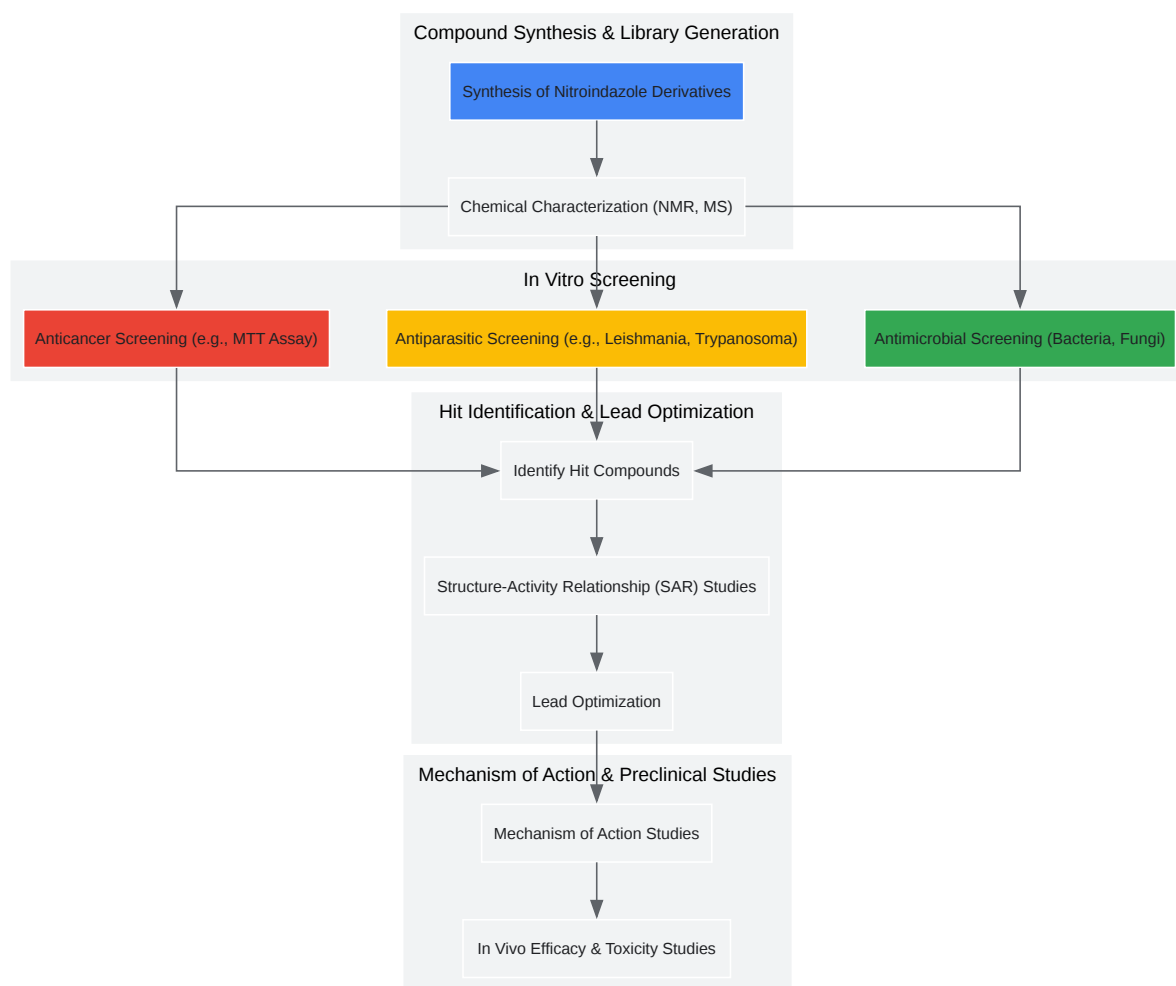 Compound Synthesis & Library Generation
Synthesis of Nitroindazole Derivatives
Chemical Characterization (NMR, MS)
In Vitro Screening
Anticancer Screening (e.g., MTT Assay)
Antiparasitic Screening (e.g., Leishmania, Trypanosoma)
Antimicrobial Screening (Bacteria, Fungi)
Hit Identification & Lead Optimization
Identify Hit Compounds
Structure-Activity Relationship (SAR) Studies
Lead Optimization
Mechanism of Action & Preclinical Studies
Mechanism of Action Studies
In Vivo Efficacy & Toxicity Studies